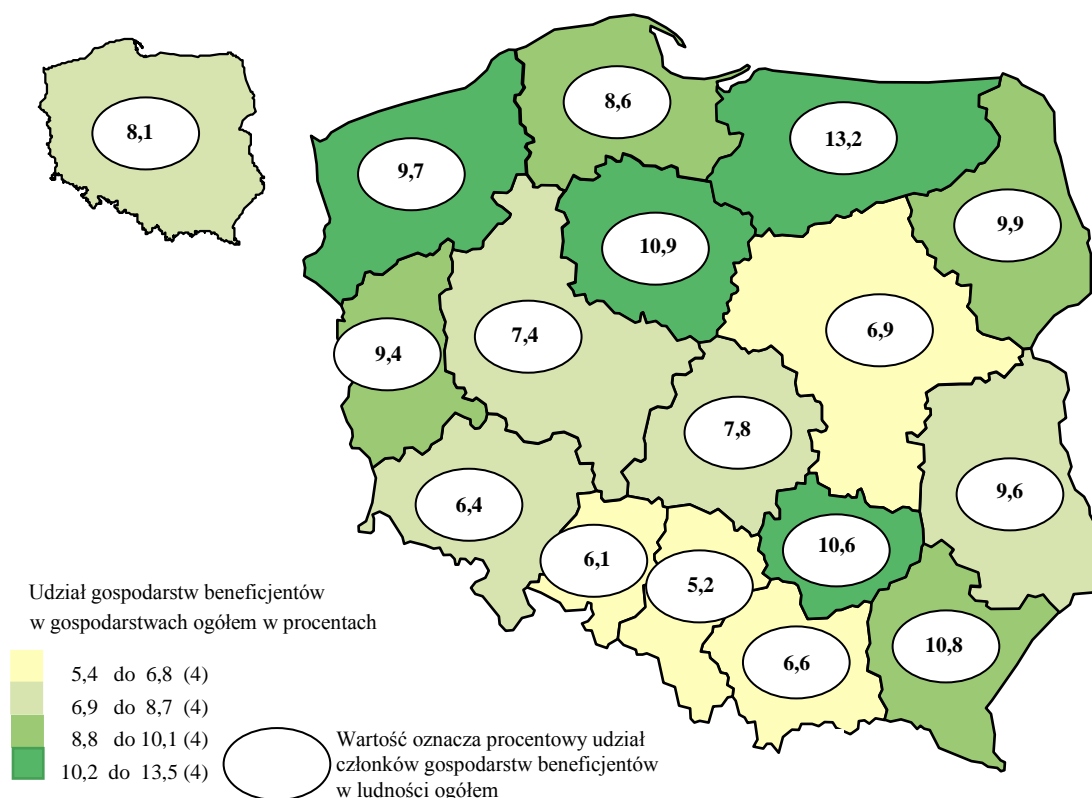 8,1
8,6
13,2
9,7
9,9
10,9
6,9
7,4
9,4
7,8
9,6
6,4
10,6
6,1
5,2
10,8
6,6
Udział gospodarstw beneficjentów
w gospodarstwach ogółem w procentach
5,4 do 6,8 (4)
6,9 do 8,7 (4)
8,8 do 10,1 (4)
10,2 do 13,5 (4)
Wartość oznacza procentowy udział
członków gospodarstw beneficjentów
w ludności ogółem